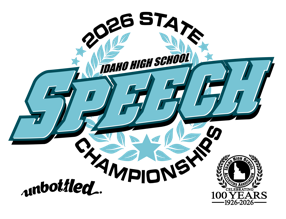 2026 STATE
IDAHO HIGH SCHOOL
SPEECH
CHAMPIONSHIPS
unbottled
CELEBRATING
100 YEARS
1926-2026